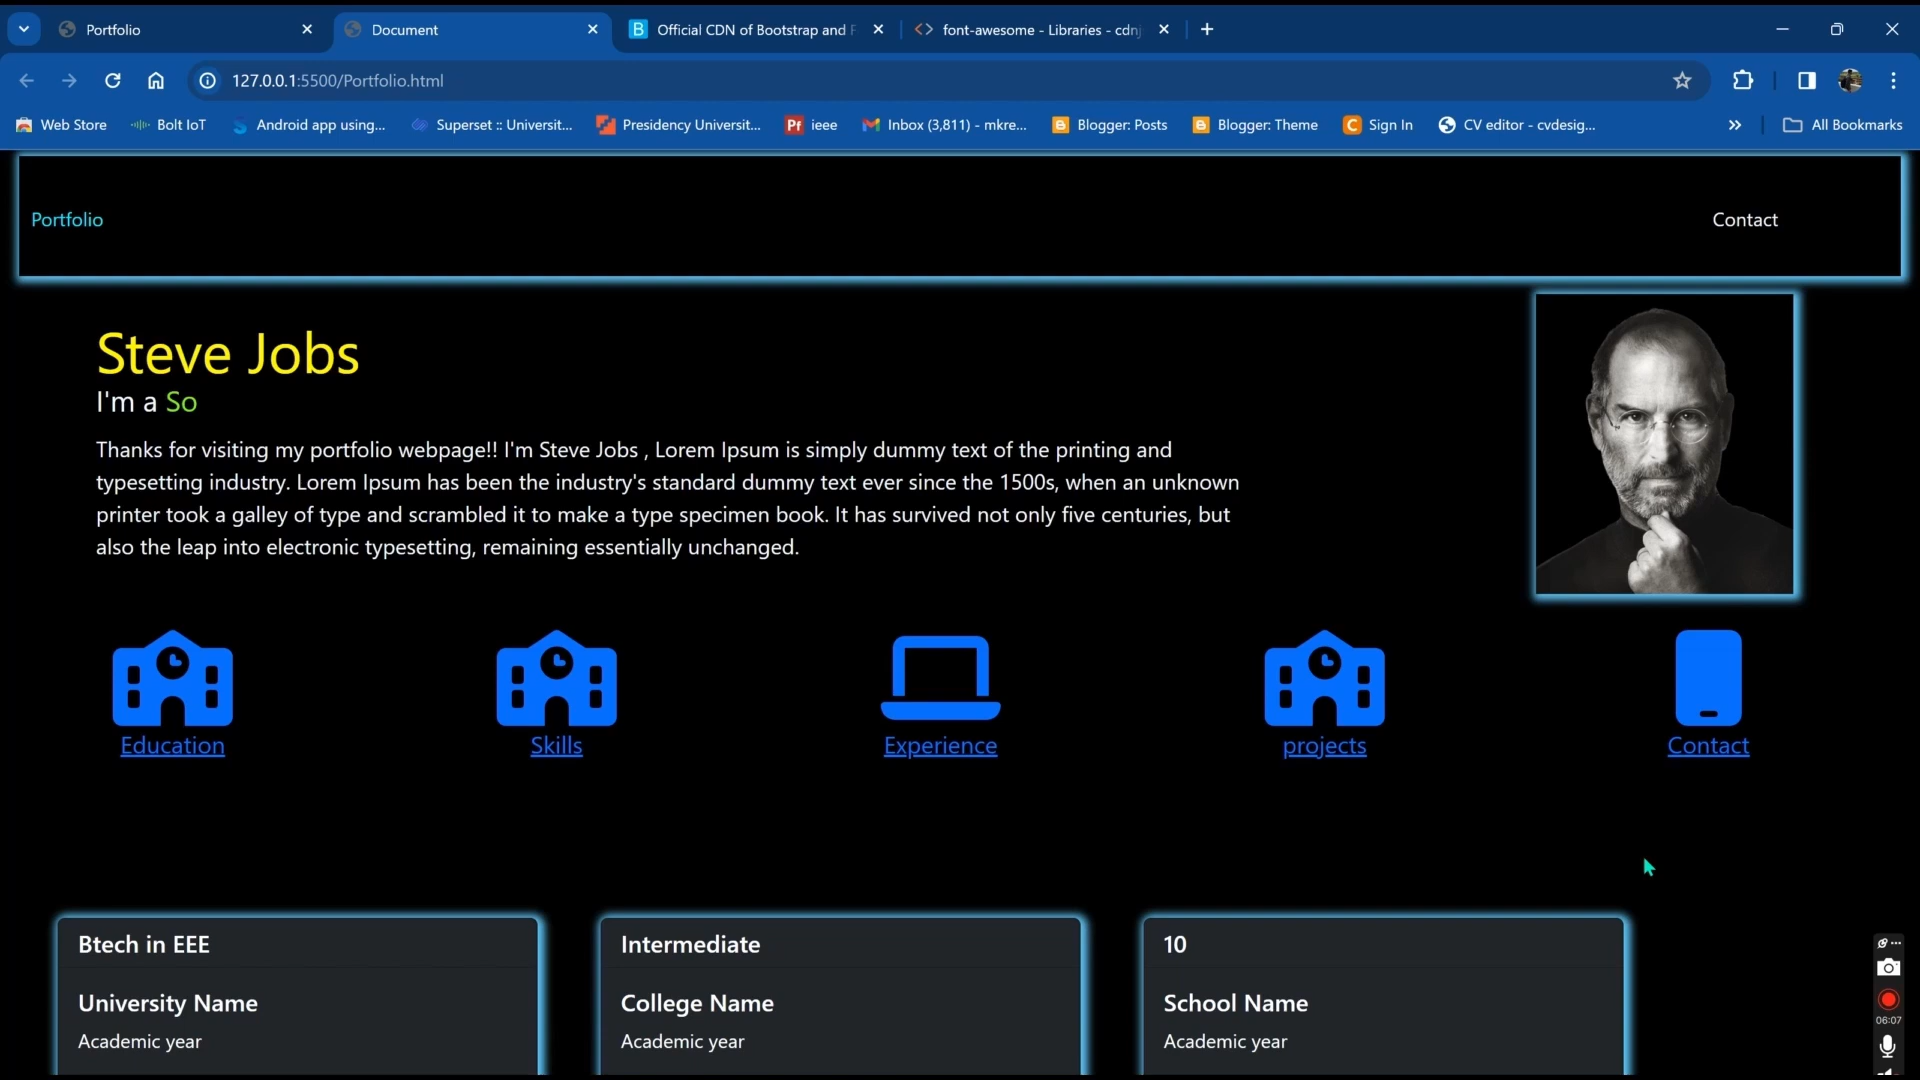 Portfolio
Document
Official CDN of Bootstrap and F
font-awesome - Libraries - cdnj
127.0.0.1:5500/Portfolio.html
Web Store
Bolt IoT
Android app using...
Superset :: Universit...
Presidency Universit...
Pf ieee
Inbox (3,811) - mkre...
Blogger: Posts
Blogger: Theme
Sign In
CV editor - cvdesig...
All Bookmarks
Portfolio
Contact
Steve Jobs
I'm a So
Thanks for visiting my portfolio webpage!! I'm Steve Jobs , Lorem Ipsum is simply dummy text of the printing and
typesetting industry. Lorem Ipsum has been the industry's standard dummy text ever since the 1500s, when an unknown
printer took a galley of type and scrambled it to make a type specimen book. It has survived not only five centuries, but
also the leap into electronic typesetting, remaining essentially unchanged.
Education
Skills
Experience
projects
Contact
Btech in EEE
University Name
Academic year
Intermediate
College Name
Academic year
10
School Name
Academic year
06:07